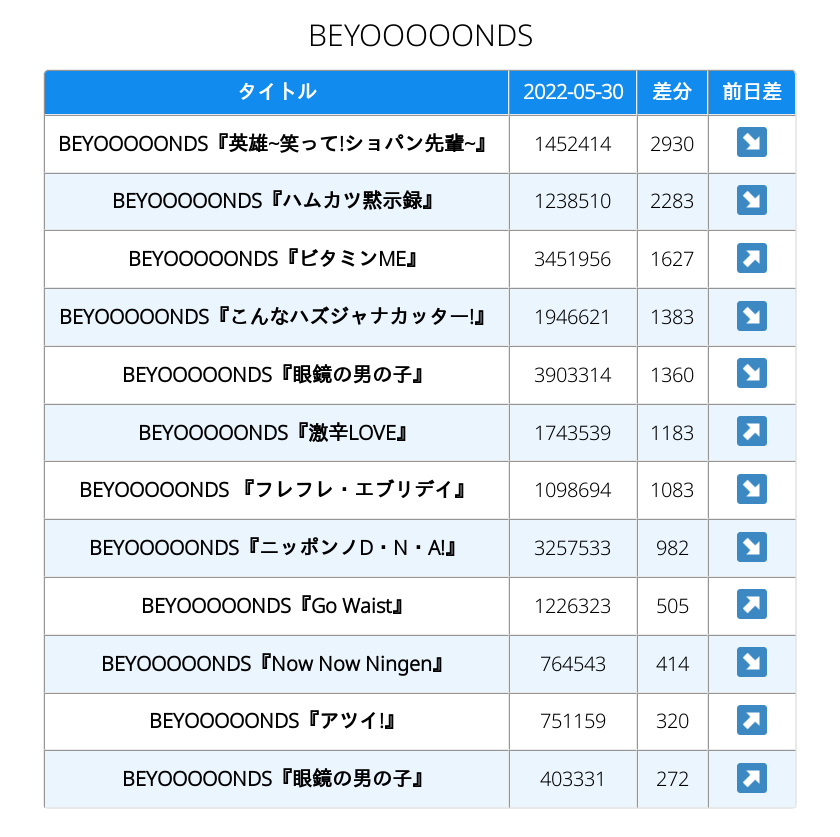 BEYOOOOONDS
タイトル 2022-05-30 差分 前日差
BEYOOOOONDS『英雄~笑って!ショパン先輩~』 1452414 2930 ↘
BEYOOOOONDS『ハムカツ黙示録』 1238510 2283 ↘
BEYOOOOONDS『ビタミンME』 3451956 1627 ↗
BEYOOOOONDS『こんなハズジャナカッター!』 1946621 1383 ↘
BEYOOOOONDS『眼鏡の男の子』 3903314 1360 ↘
BEYOOOOONDS『激辛LOVE』 1743539 1183 ↗
BEYOOOOONDS 『フレフレ・エブリデイ』 1098694 1083 ↘
BEYOOOOONDS『ニッポンノD・N・A!』 3257533 982 ↘
BEYOOOOONDS『Go Waist』 1226323 505 ↗
BEYOOOOONDS『Now Now Ningen』 764543 414 ↘
BEYOOOOONDS『アツイ!』 751159 320 ↗
BEYOOOOONDS『眼鏡の男の子』 403331 272 ↗